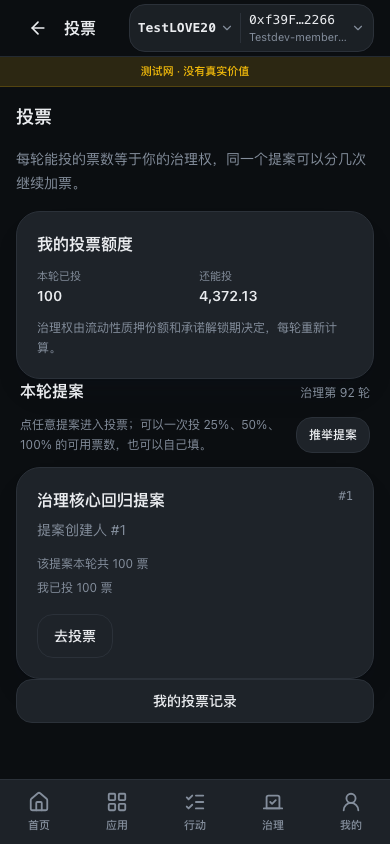 投票
TestLOVE20
0xf39F…2266
Testdev-member...
测试网 · 没有真实价值
投票
每轮能投的票数等于你的治理权，同一个提案可以分几次
继续加票。
我的投票额度
本轮已投
还能投
100
4,372.13
治理权由流动性质押份额和承诺解锁期决定，每轮重新计
算。
本轮提案
治理第 92 轮
点任意提案进入投票；可以一次投 25%、50%、
100% 的可用票数，也可以自己填。
推举提案
治理核心回归提案
#1
提案创建人 #1
该提案本轮共 100 票
我已投 100 票
去投票
我的投票记录
首页
应用
行动
治理
我的